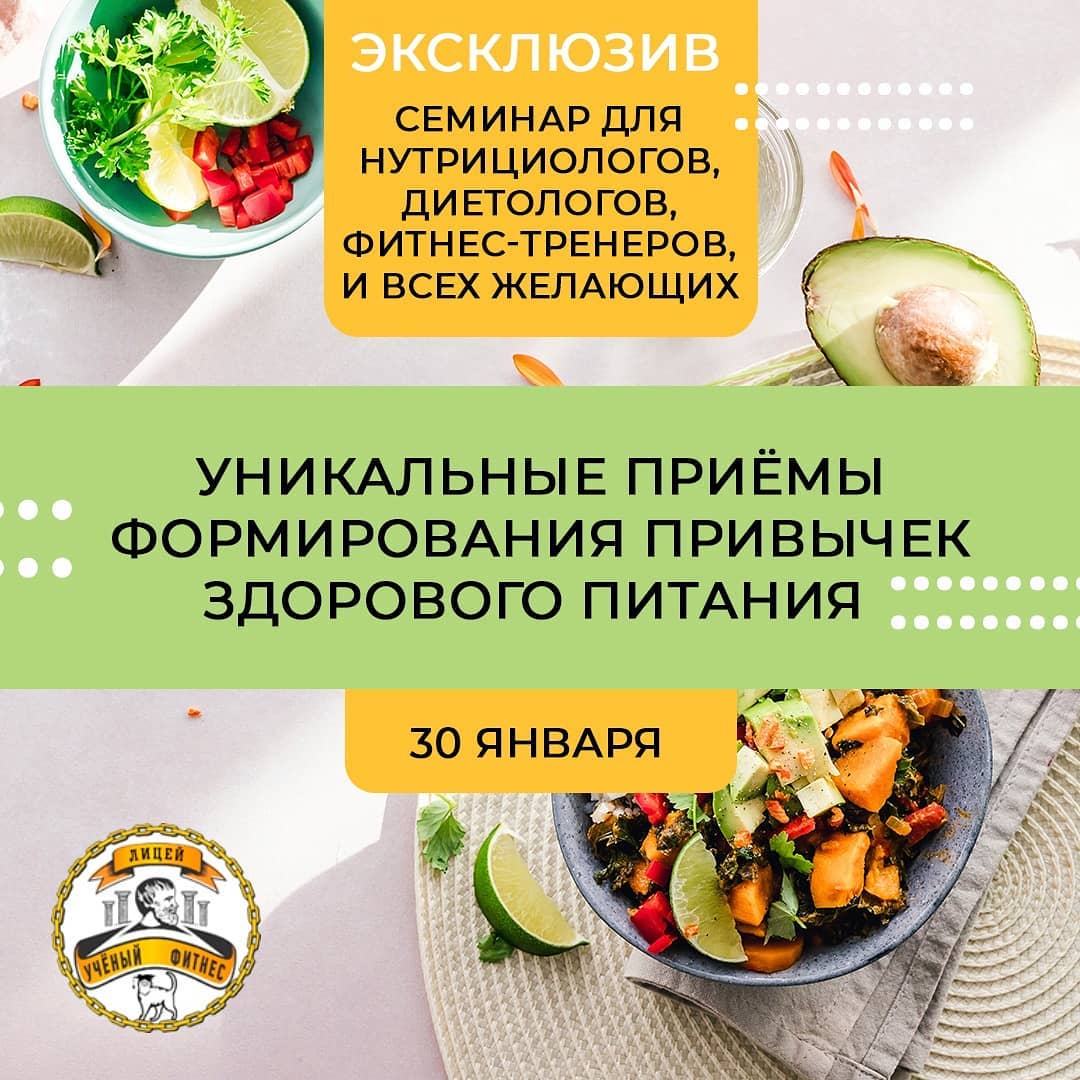 ЭКСКЛЮЗИВ
СЕМИНАР ДЛЯ
НУТРИЦИОЛОГОВ,
ДИЕТОЛОГОВ,
ФИТНЕС-ТРЕНЕРОВ,
И ВСЕХ ЖЕЛАЮЩИХ
УНИКАЛЬНЫЕ ПРИЁМЫ
ФОРМИРОВАНИЯ ПРИВЫЧЕК
ЗДОРОВОГО ПИТАНИЯ
30 ЯНВАРЯ
ЛИЦЕЙ
УЧЁНЫЙ ФИТНЕС